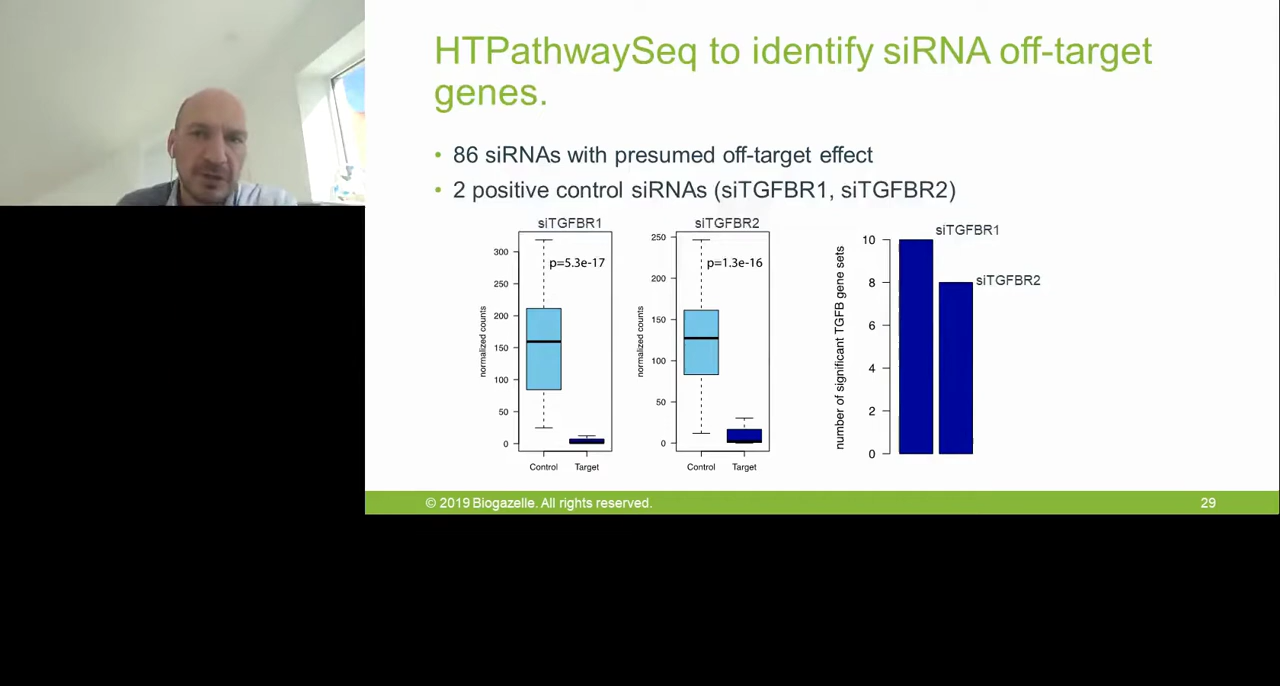 HTPathwaySeq to identify siRNA off-target
genes.
• 86 siRNAs with presumed off-target effect
• 2 positive control siRNAs (siTGFBR1, siTGFBR2)
siTGFBR1
normalized counts
300
250
200
150
100
50
0
p=5.3e-17
Control Target
siTGFBR2
normalized counts
250
200
150
100
50
0
p=1.3e-16
Control Target
number of significant TGFB gene sets
10
8
6
4
2
0
siTGFBR1
siTGFBR2
© 2019 Biogazelle. All rights reserved.
29